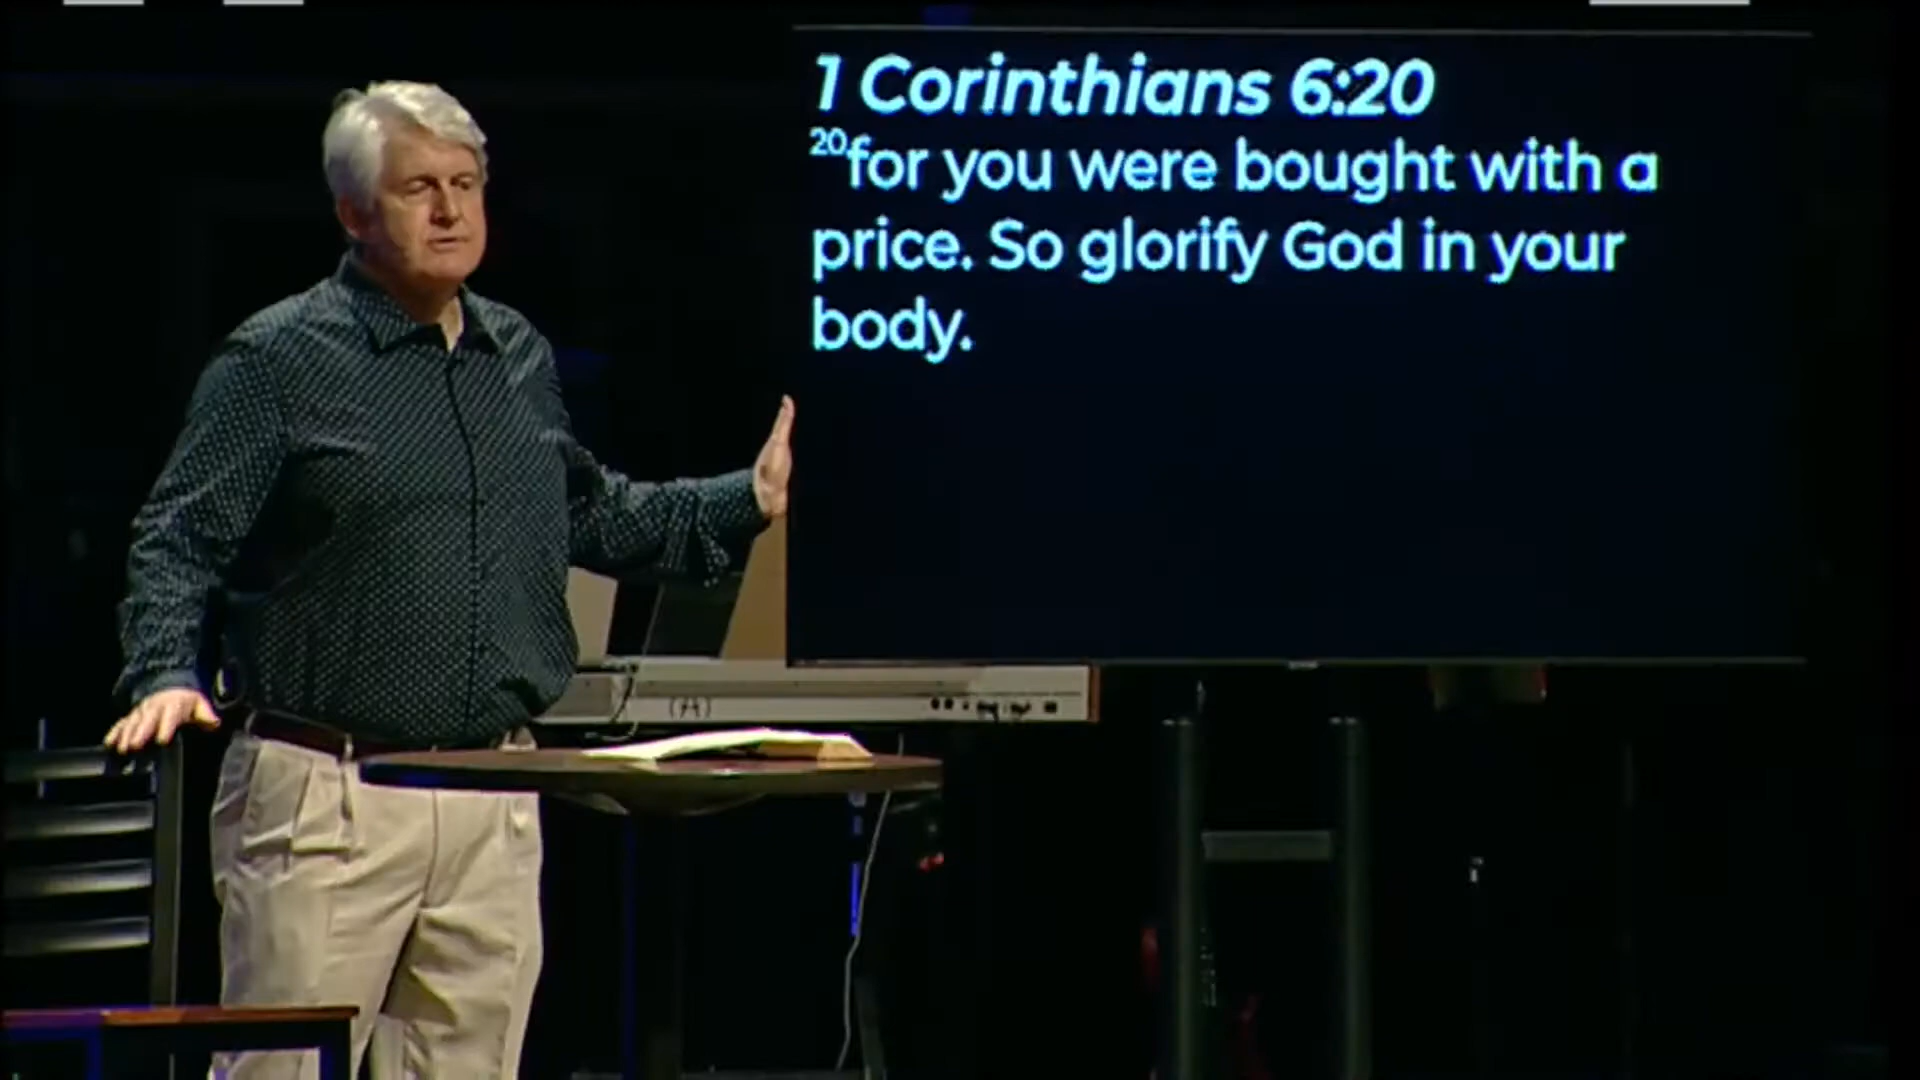 1 Corinthians 6:20
20for you were bought with a
price. So glorify God in your
body.